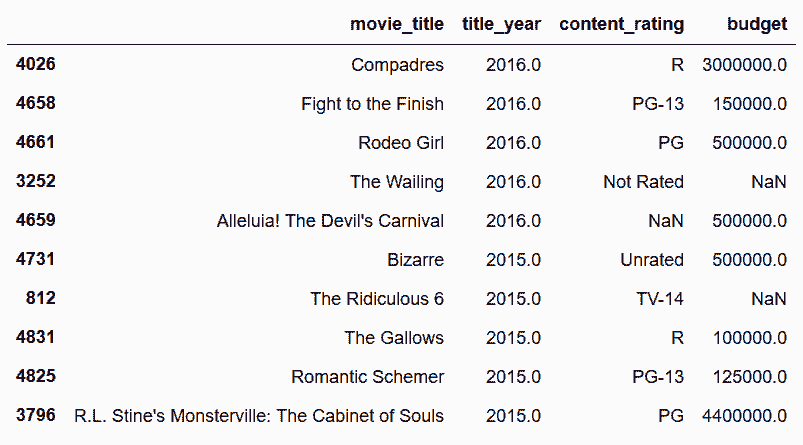 movie_title title_year content_rating budget
4026 Compadres 2016.0 R 3000000.0
4658 Fight to the Finish 2016.0 PG-13 150000.0
4661 Rodeo Girl 2016.0 PG 500000.0
3252 The Wailing 2016.0 Not Rated NaN
4659 Alleluia! The Devil's Carnival 2016.0 NaN 500000.0
4731 Bizarre 2015.0 Unrated 500000.0
812 The Ridiculous 6 2015.0 TV-14 NaN
4831 The Gallows 2015.0 R 100000.0
4825 Romantic Schemer 2015.0 PG-13 125000.0
3796 R.L. Stine's Monsterville: The Cabinet of Souls 2015.0 PG 4400000.0